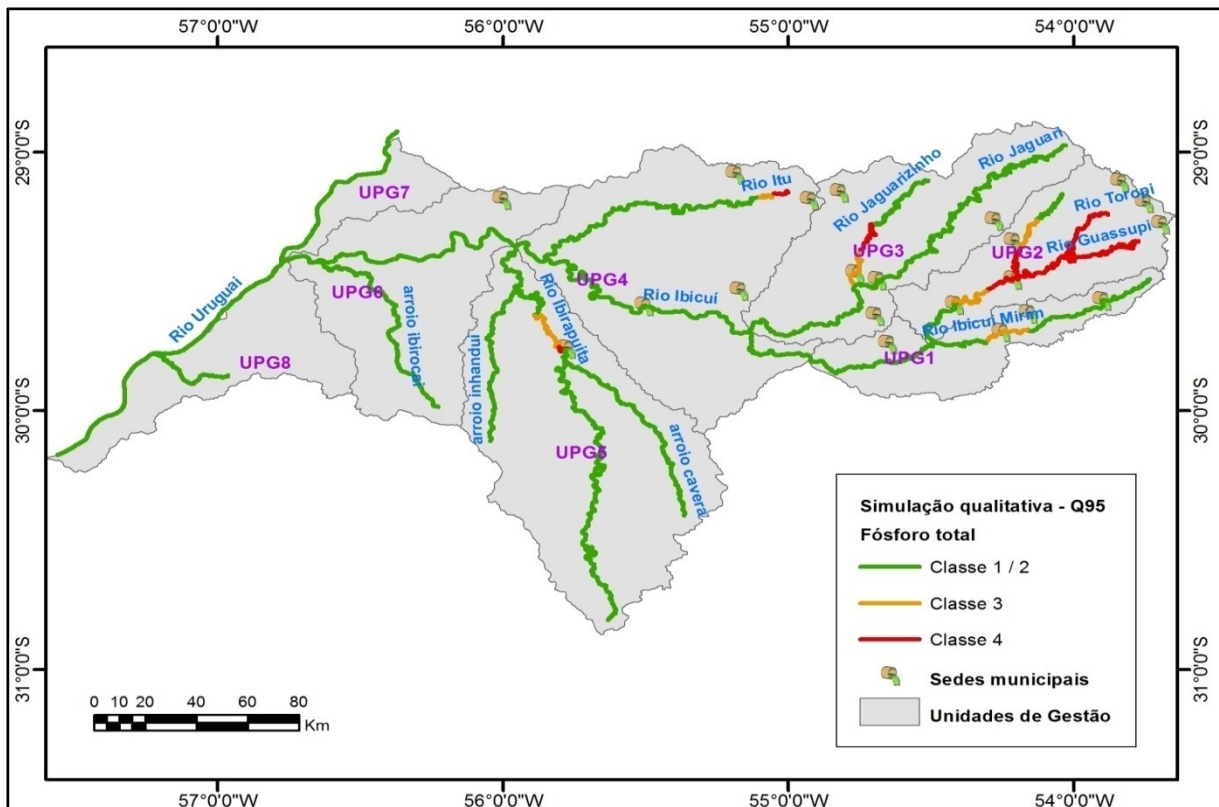 57°0'0"W
56°0'0"W
55°0'0"W
54°0'0"W
29°0'0"S
30°0'0"S
31°0'0"S
29°0'0"S
30°0'0"S
31°0'0"S
Rio Uruguai
UPG7
UPG6
arroio ibirocai
UPG8
arroio inhandui
Rio Ibirapuita
UPG5
arroio cavera
UPG4
Rio Ibicuí
Rio Itu
Rio Jaguarizinho
UPG3
Rio Jaguari
UPG2
Rio Toropi
Rio Guassupi
Rio Ibicui Mirim
UPG1
Simulação qualitativa - Q95
Fósforo total
Classe 1 / 2
Classe 3
Classe 4
Sedes municipais
Unidades de Gestão
0 10 20 40 60 80
Km
57°0'0"W
56°0'0"W
55°0'0"W
54°0'0"W